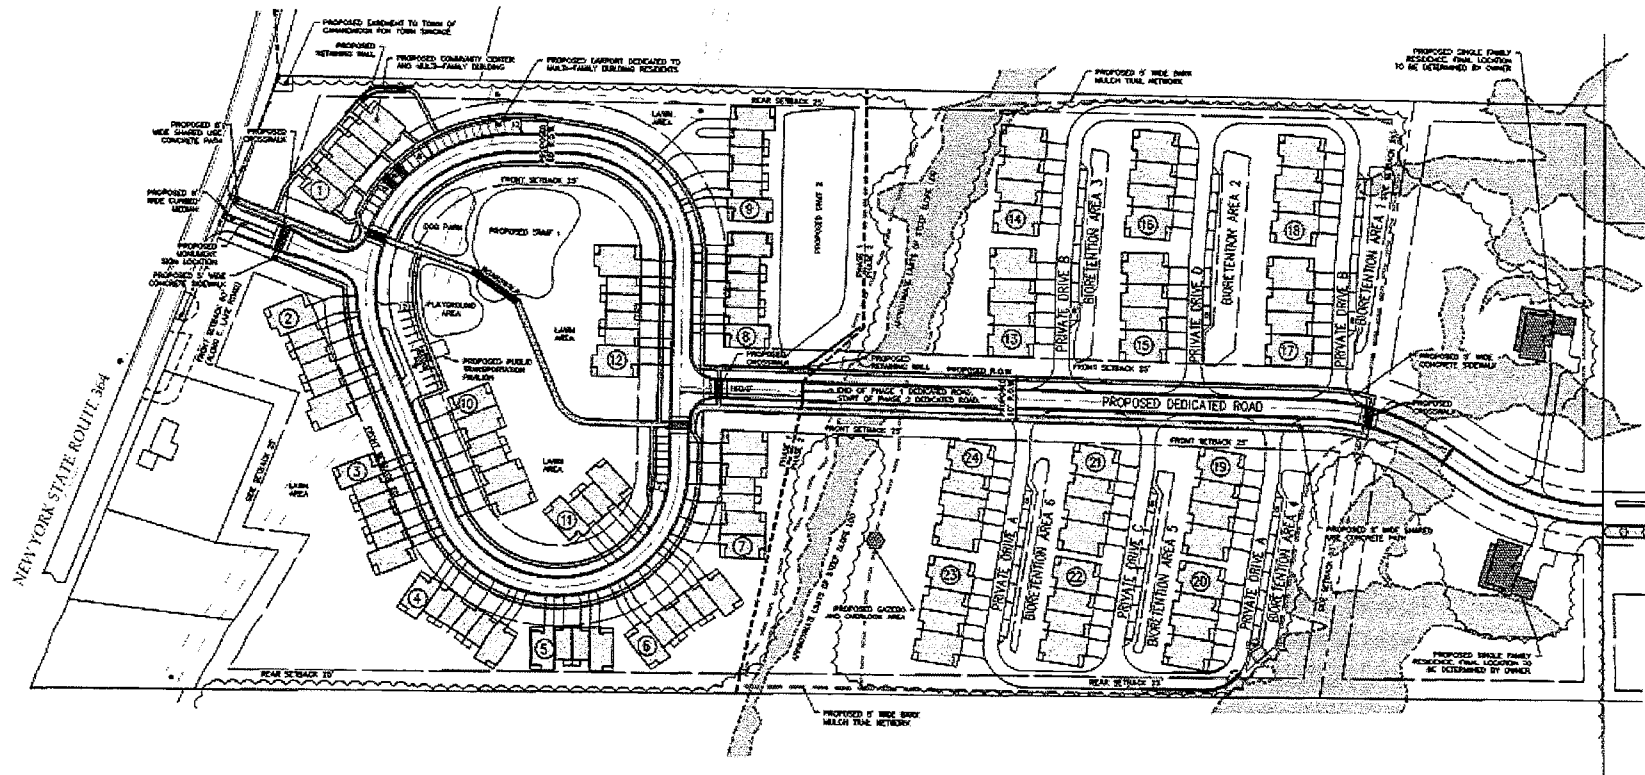 PROPOSED EASEMENT TO TOWN OF
CANANDAIGUA FOR TOWN SIGNAGE
PROPOSED
RETAINING WALL
PROPOSED COMMUNITY CENTER
AND MULTI-FAMILY BUILDING
PROPOSED CARPORT DEDICATED TO
MULTI-FAMILY BUILDING RESIDENTS
PROPOSED 5' WIDE BARK
MULCH TRAIL NETWORK
PROPOSED SINGLE FAMILY
RESIDENCE, FINAL LOCATION
TO BE DETERMINED BY OWNER
PROPOSED 8'
WIDE SHARED USE
CONCRETE PATH
PROPOSED
CROSSWALK
REAR SETBACK 25'
LAWN
AREA
FRONT SETBACK 25'
WIDE CURBED
MEDIAN
PROPOSED
MONUMENT
SIGN LOCATION
PROPOSED 5' WIDE
CONCRETE SIDEWALK
DOG PARK
PROPOSED SWMF 1
PROPOSED SWMF 2
PLAYGROUND
AREA
LAWN
AREA
PROPOSED PUBLIC
TRANSPORTATION
PAVILION
LAWN
AREA
LAWN
AREA
SIDE SETBACK 25'
NEW YORK STATE ROUTE 364
1
2
3
4
5
6
7
8
9
10
11
12
13
14
15
16
17
18
19
20
21
22
23
24
PRIVATE DRIVE B
BIORETENTION AREA 3
PRIVATE DRIVE D
BIORETENTION AREA 2
PRIVATE DRIVE B
BIORETENTION AREA 1
FRONT SETBACK 25'
PROPOSED
CROSSWALK
PROPOSED
RETAINING WALL
PROPOSED R.O.W.
END OF PHASE 1 DEDICATED ROAD
START OF PHASE 2 DEDICATED ROAD
PROPOSED DEDICATED ROAD
PROPOSED 5' WIDE
CONCRETE SIDEWALK
PROPOSED
CROSSWALK
FRONT SETBACK 25'
FRONT SETBACK 25'
PRIVATE DRIVE A
BIORETENTION AREA 6
PRIVATE DRIVE C
BIORETENTION AREA 5
PRIVATE DRIVE A
BIORETENTION AREA 4
PROPOSED 8' WIDE SHARED
USE CONCRETE PATH
PROPOSED GAZEBO
AND OVERLOOK AREA
PROPOSED SINGLE FAMILY
RESIDENCE, FINAL LOCATION TO
BE DETERMINED BY OWNER
REAR SETBACK 25'
REAR SETBACK 25'
PROPOSED 5' WIDE BARK
MULCH TRAIL NETWORK